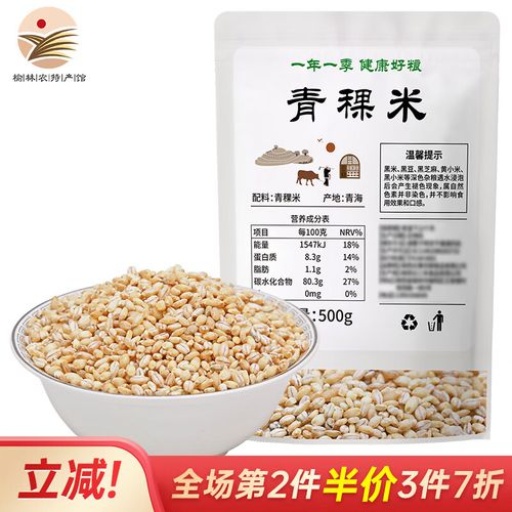 榆林农特产馆
一年一季 健康好粮
青稞米
温馨提示
黑米、黑豆、黑芝麻、黄小米、
黑小米等深色杂粮遇水浸泡
后会产生褪色现象，属自然
色素并非染色，并不影响食
用效果和口感。
配料:青稞米 产地:青海
营养成分表
项目 每100克 NRV%
能量 1547kJ 18%
蛋白质 8.3g 14%
脂肪 1.1g 2%
碳水化合物 80.3g 27%
0mg 0%
:500g
立减!
全场第2件半价3件7折